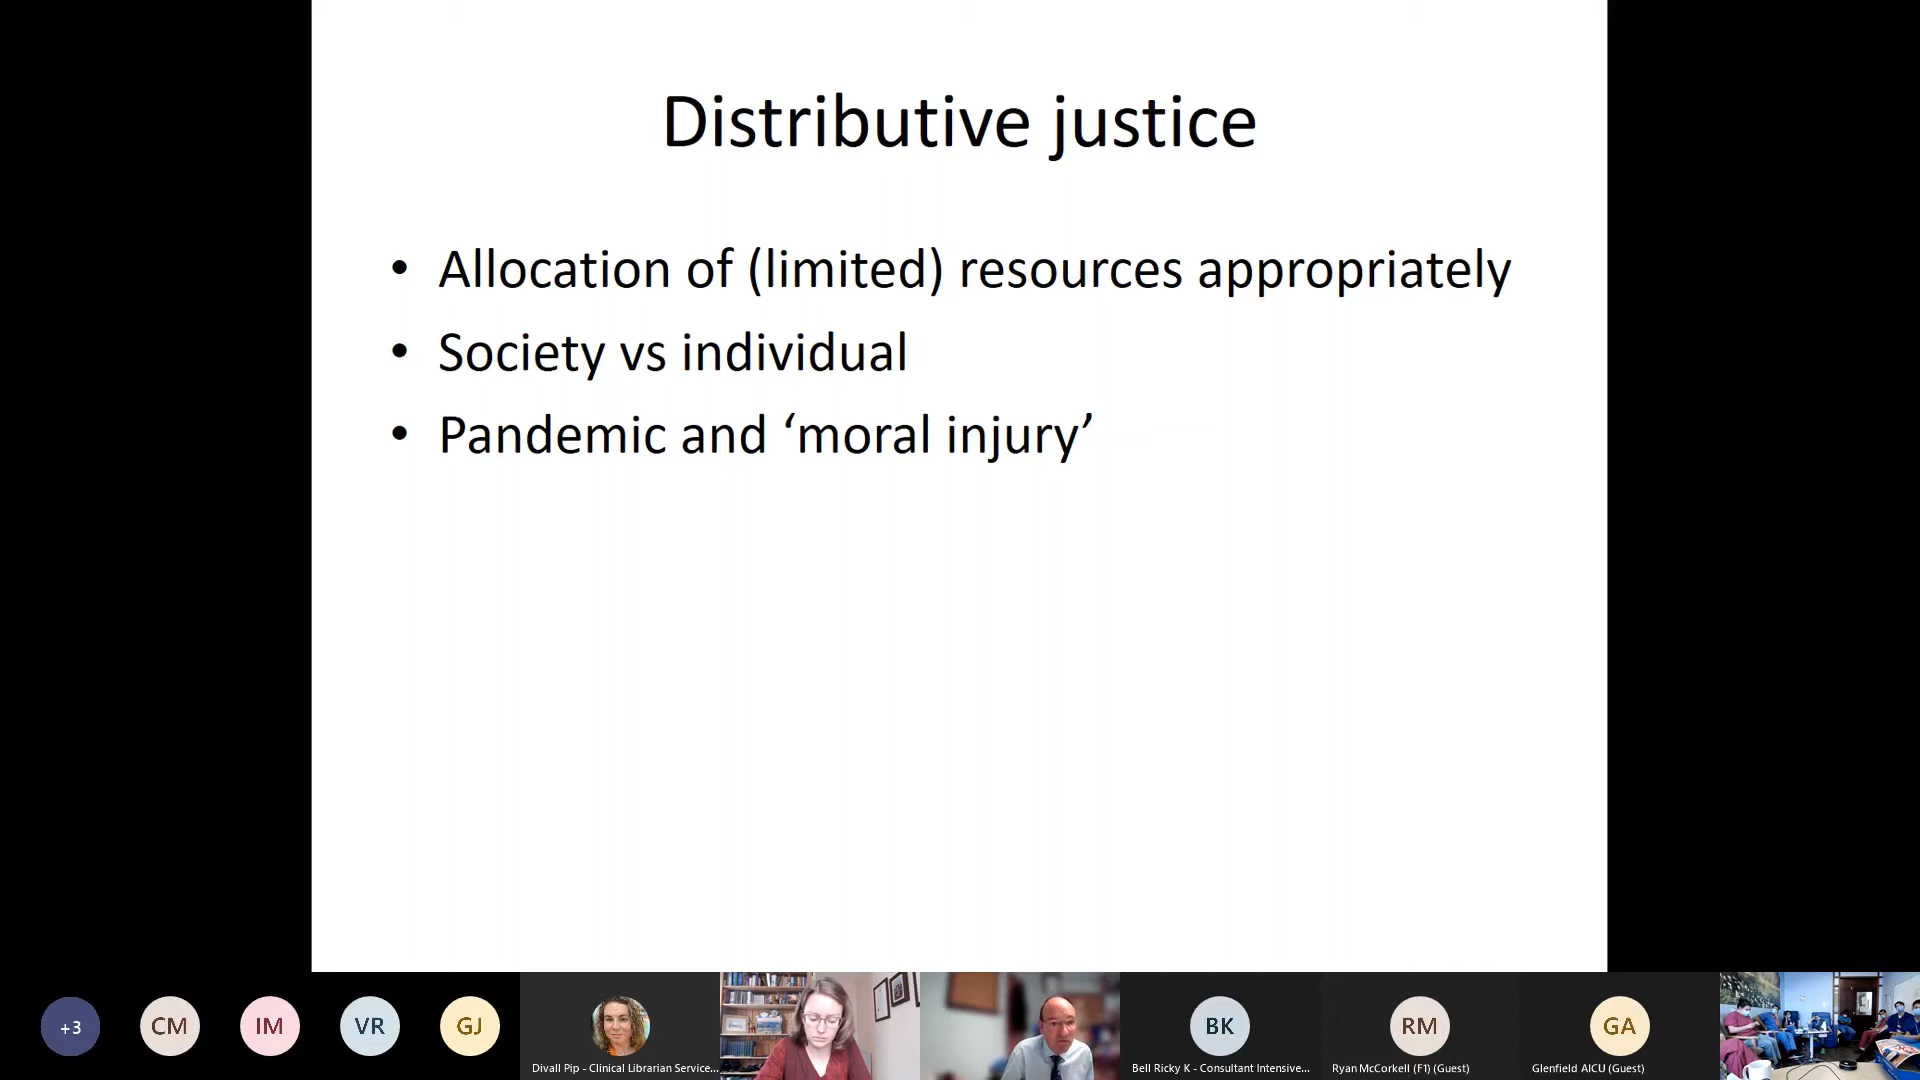 Distributive justice
• Allocation of (limited) resources appropriately
• Society vs individual
• Pandemic and ‘moral injury’
+3
CM
IM
VR
GJ
BK
RM
GA
Divall Pip - Clinical Librarian Service...
Bell Ricky K - Consultant Intensive...
Ryan McCorkell (F1) (Guest)
Glenfield AICU (Guest)